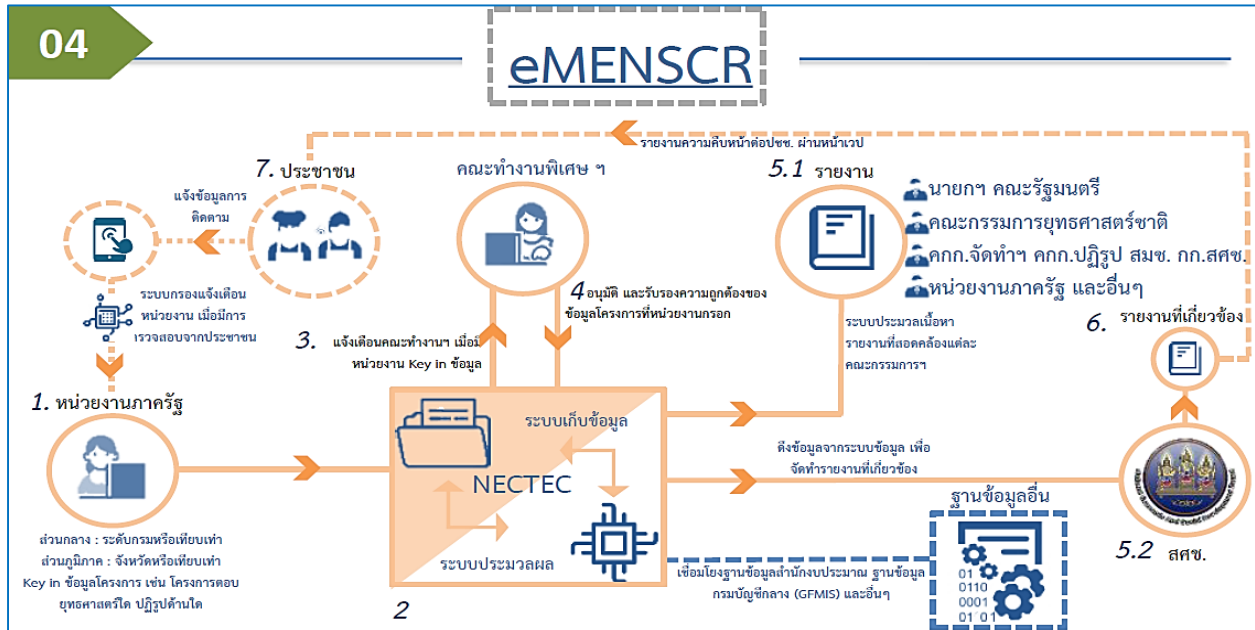 04
eMENSCR
รายงานความคืบหน้าต่อปชช. ผ่านหน้าเวป
7. ประชาชน
แจ้งข้อมูลการ
ติดตาม
คณะทำงานพิเศษ ฯ
5.1 รายงาน
นายกฯ คณะรัฐมนตรี
คณะกรรมการยุทธศาสตร์ชาติ
คกก.จัดทำฯ คกก.ปฏิรูป สมช. กก.สศช.
หน่วยงานภาครัฐ และอื่นๆ
ระบบกรองแจ้งเตือน
หน่วยงาน เมื่อมีการ
เรวจสอบจากประชาชน
3. แจ้งเตือนคณะทำงานฯ เมื่อมี
หน่วยงาน Key in ข้อมูล
4 อนุมัติ และรับรองความถูกต้องของ
ข้อมูลโครงการที่หน่วยงานกรอก
ระบบประมวลเนื้อหา
รายงานที่สอดคล้องแต่ละ
คณะกรรมการฯ
6. รายงานที่เกี่ยวข้อง
1. หน่วยงานภาครัฐ
ระบบเก็บข้อมูล
NECTEC
ระบบประมวลผล
2
ดึงข้อมูลจากระบบข้อมูล เพื่อ
จัดทำรายงานที่เกี่ยวข้อง
ส่วนกลาง : ระดับกรมหรือเทียบเท่า
ส่วนภูมิภาค : จังหวัดหรือเทียบเท่า
Key in ข้อมูลโครงการ เช่น โครงการตอบ
ยุทธศาสตร์ใด ปฏิรูปด้านใด
ฐานข้อมูลอื่น
5.2 สศช.
เชื่อมโยงฐานข้อมูลสำนักงบประมาณ ฐานข้อมูล
กรมบัญชีกลาง (GFMIS) และอื่นๆ
01
0110
0001
01 01